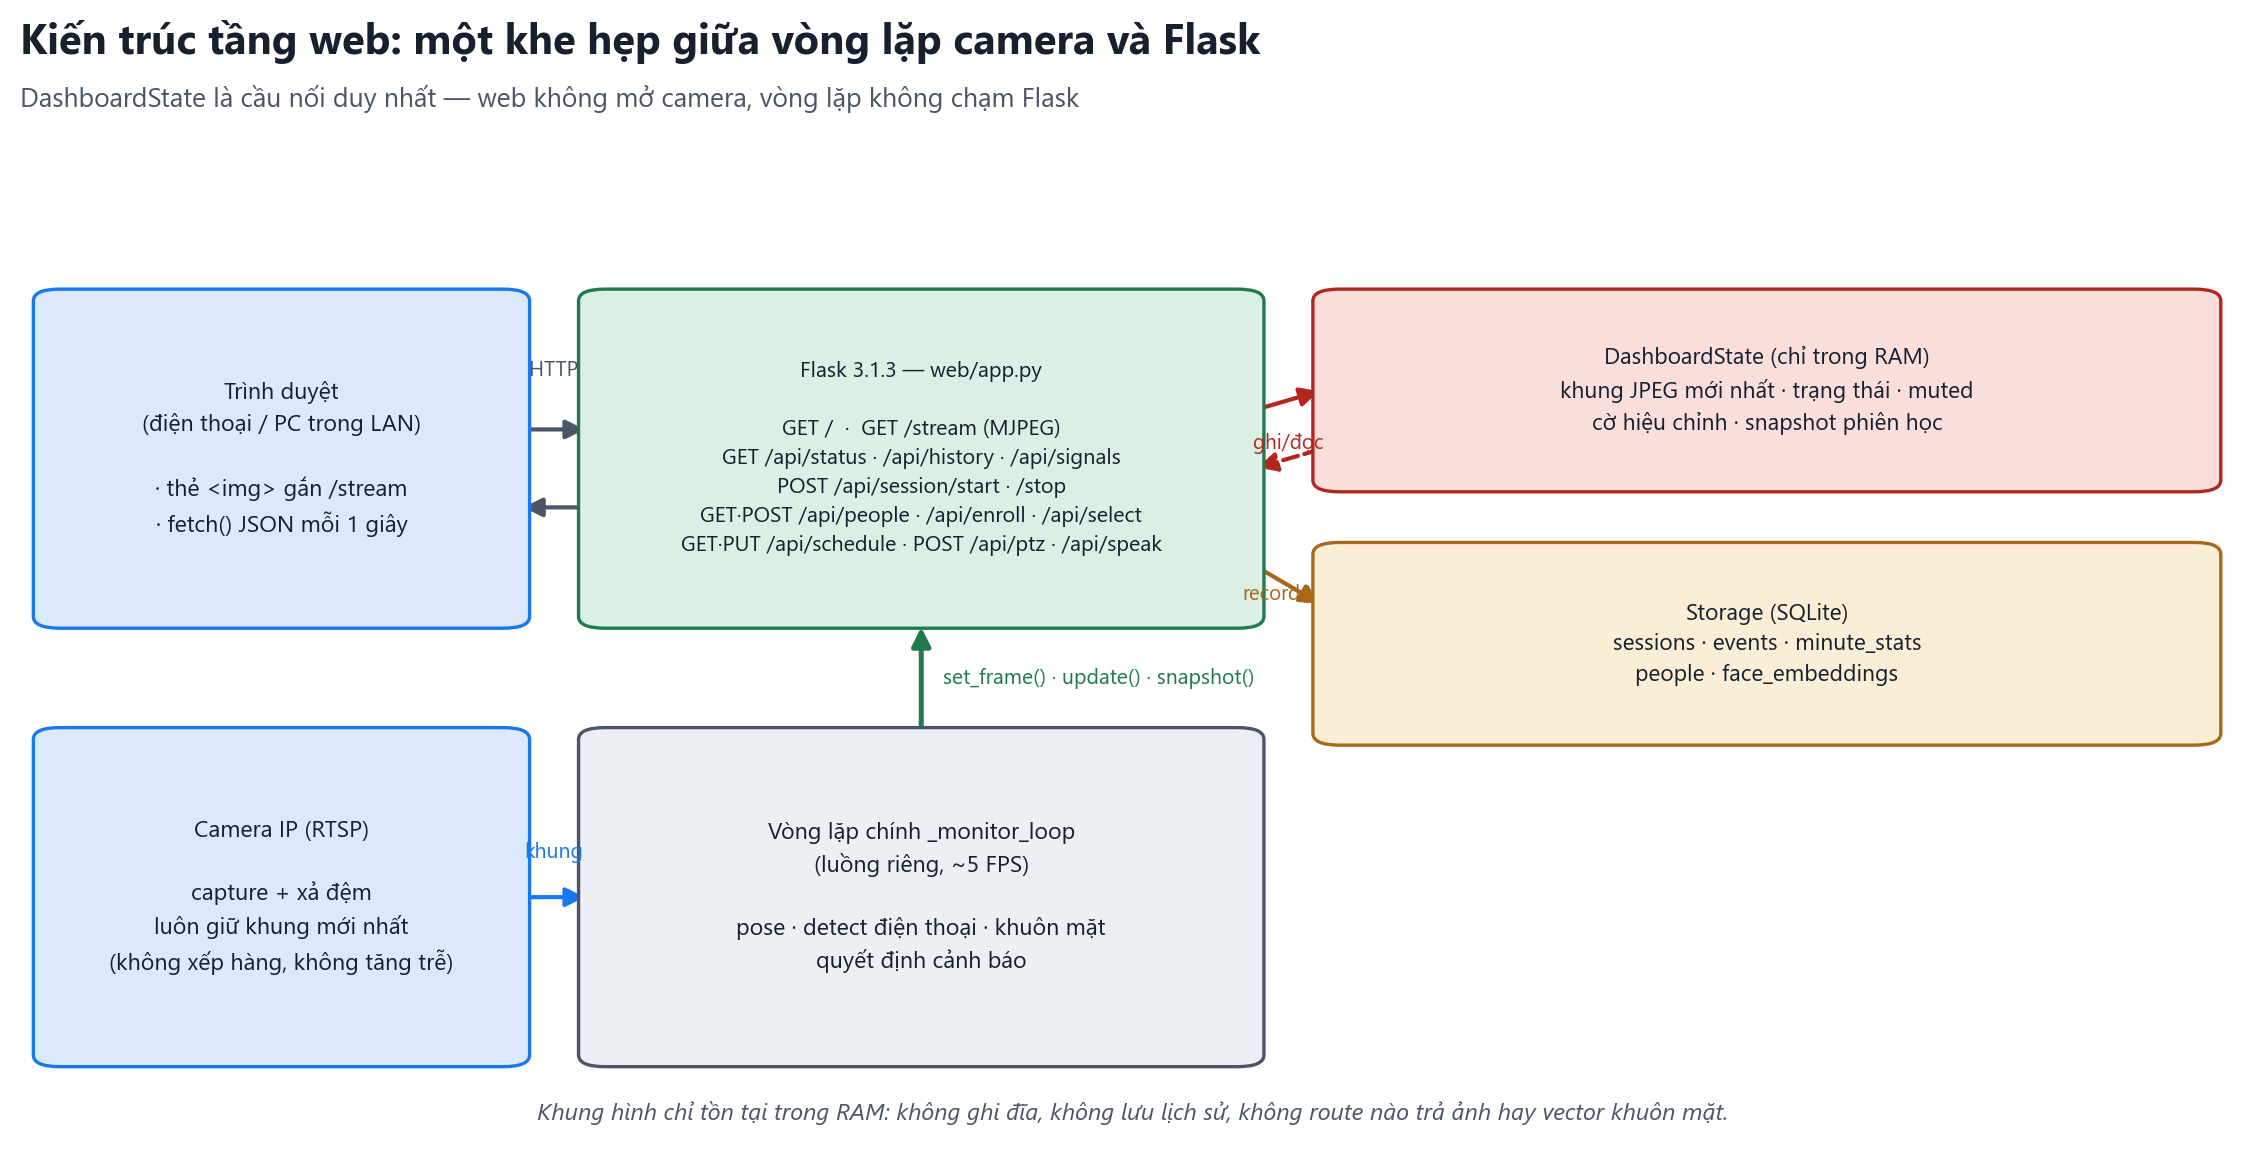 Kiến trúc tầng web: một khe hẹp giữa vòng lặp camera và Flask
DashboardState là cầu nối duy nhất — web không mở camera, vòng lặp không chạm Flask
Trình duyệt
(điện thoại / PC trong LAN)
· thẻ <img> gắn /stream
· fetch() JSON mỗi 1 giây
HTTP
Flask 3.1.3 — web/app.py
GET / · GET /stream (MJPEG)
GET /api/status · /api/history · /api/signals
POST /api/session/start · /stop
GET·POST /api/people · /api/enroll · /api/select
GET·PUT /api/schedule · POST /api/ptz · /api/speak
ghi/đọc
DashboardState (chỉ trong RAM)
khung JPEG mới nhất · trạng thái · muted
cờ hiệu chỉnh · snapshot phiên học
record
Storage (SQLite)
sessions · events · minute_stats
people · face_embeddings
set_frame() · update() · snapshot()
Camera IP (RTSP)
capture + xả đệm
luôn giữ khung mới nhất
(không xếp hàng, không tăng trễ)
khung
Vòng lặp chính _monitor_loop
(luồng riêng, ~5 FPS)
pose · detect điện thoại · khuôn mặt
quyết định cảnh báo
Khung hình chỉ tồn tại trong RAM: không ghi đĩa, không lưu lịch sử, không route nào trả ảnh hay vector khuôn mặt.